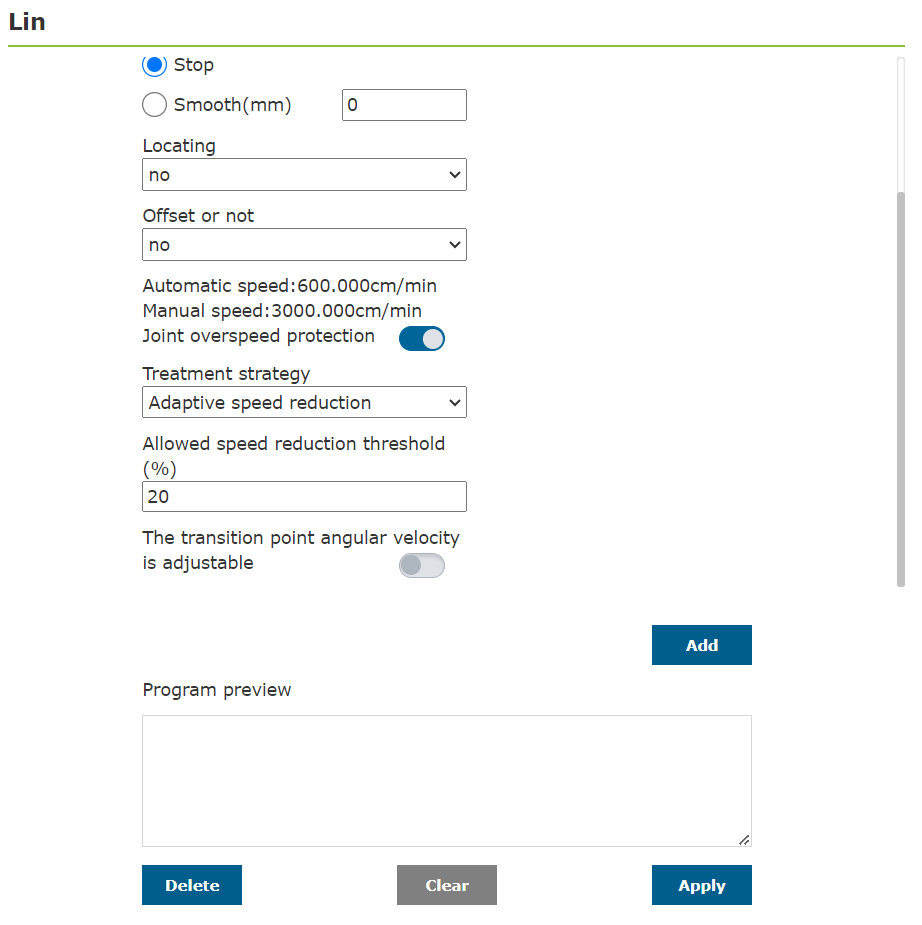 Lin
Stop
Smooth(mm) 0
Locating
no
Offset or not
no
Automatic speed:600.000cm/min
Manual speed:3000.000cm/min
Joint overspeed protection
Treatment strategy
Adaptive speed reduction
Allowed speed reduction threshold
(%)
20
The transition point angular velocity
is adjustable
Add
Program preview
Delete Clear Apply